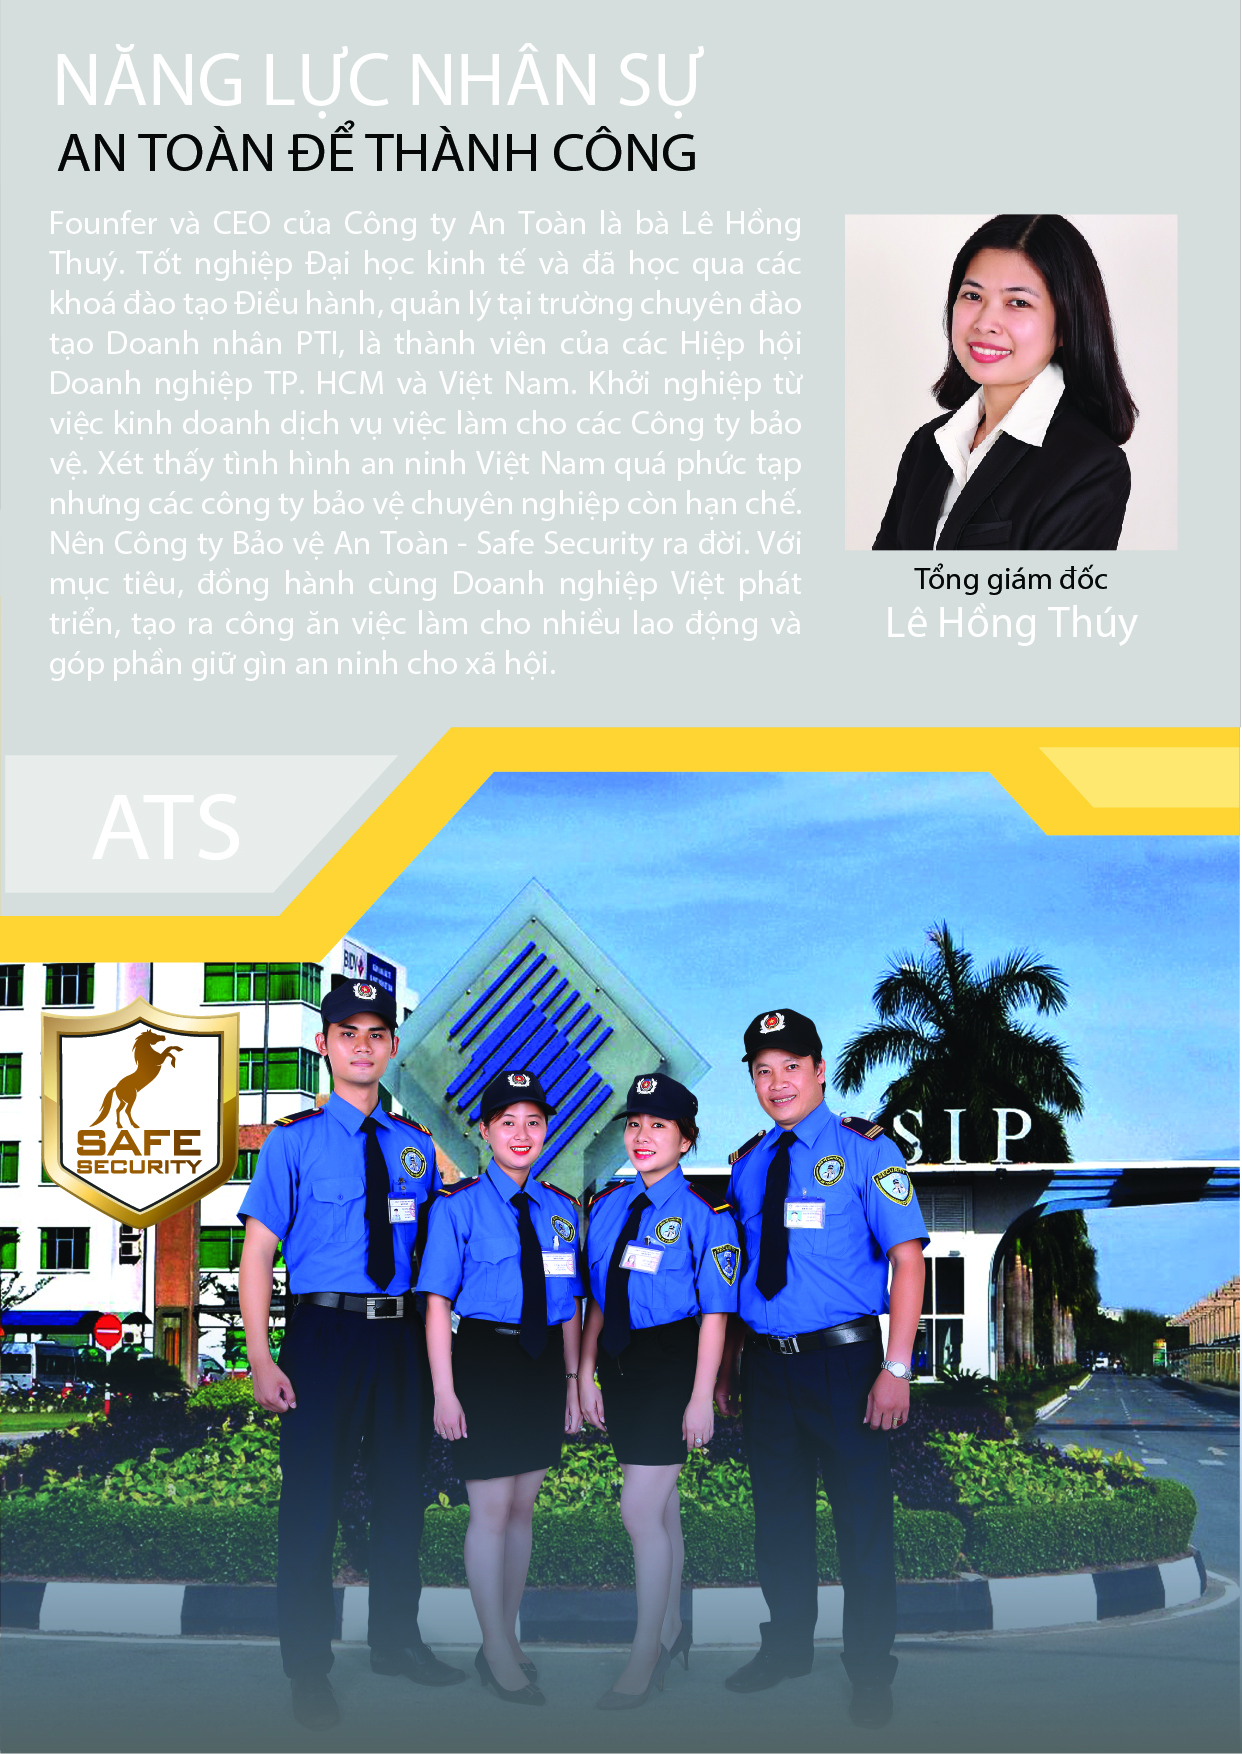 NĂNG LỰC NHÂN SỰ
AN TOÀN ĐỂ THÀNH CÔNG
Founfer và CEO của Công ty An Toàn là bà Lê Hồng
Thuý. Tốt nghiệp Đại học kinh tế và đã học qua các
khoá đào tạo Điều hành, quản lý tại trường chuyên đào
tạo Doanh nhân PTI, là thành viên của các Hiệp hội
Doanh nghiệp TP. HCM và Việt Nam. Khởi nghiệp từ
việc kinh doanh dịch vụ việc làm cho các Công ty bảo
vệ. Xét thấy tình hình an ninh Việt Nam quá phức tạp
nhưng các công ty bảo vệ chuyên nghiệp còn hạn chế.
Nên Công ty Bảo vệ An Toàn - Safe Security ra đời. Với
mục tiêu, đồng hành cùng Doanh nghiệp Việt phát
triển, tạo ra công ăn việc làm cho nhiều lao động và
góp phần giữ gìn an ninh cho xã hội.
Tổng giám đốc
Lê Hồng Thúy
ATS
BIDV
SAFE
SECURITY
SIP
SECURITY